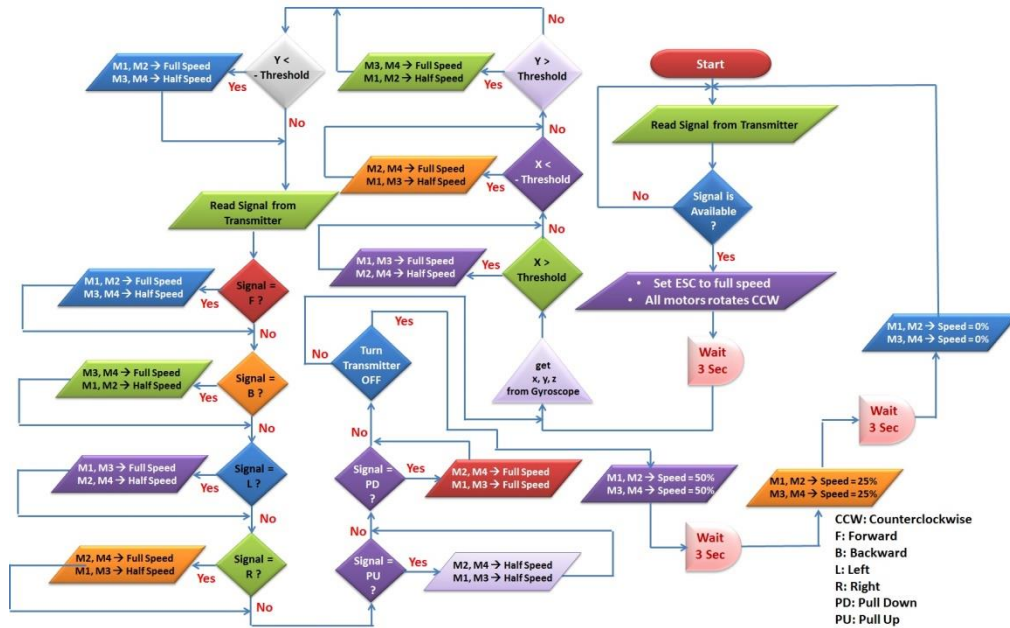 Start
Read Signal from Transmitter
Signal is
Available
?
No
Yes
• Set ESC to full speed
• All motors rotates CCW
Wait
3 Sec
get
x, y, z
from Gyroscope
X >
Threshold
Yes
M1, M3 → Full Speed
M2, M4 → Half Speed
No
X <
- Threshold
Yes
M2, M4 → Full Speed
M1, M3 → Half Speed
No
Y >
Threshold
Yes
M3, M4 → Full Speed
M1, M2 → Half Speed
No
Y <
- Threshold
Yes
M1, M2 → Full Speed
M3, M4 → Half Speed
No
Read Signal from
Transmitter
Signal =
F ?
Yes
M1, M2 → Full Speed
M3, M4 → Half Speed
No
Signal =
B ?
Yes
M3, M4 → Full Speed
M1, M2 → Half Speed
No
Signal =
L ?
Yes
M1, M3 → Full Speed
M2, M4 → Half Speed
No
Signal =
R ?
Yes
M2, M4 → Full Speed
M1, M3 → Half Speed
No
Signal =
PU
?
Yes
M2, M4 → Half Speed
M1, M3 → Half Speed
No
Signal =
PD
?
Yes
M2, M4 → Full Speed
M1, M3 → Full Speed
No
Turn
Transmitter
OFF
No
Yes
M1, M2 → Speed = 50%
M3, M4 → Speed = 50%
Wait
3 Sec
M1, M2 → Speed = 25%
M3, M4 → Speed = 25%
Wait
3 Sec
M1, M2 → Speed = 0%
M3, M4 → Speed = 0%
CCW: Counterclockwise
F: Forward
B: Backward
L: Left
R: Right
PD: Pull Down
PU: Pull Up